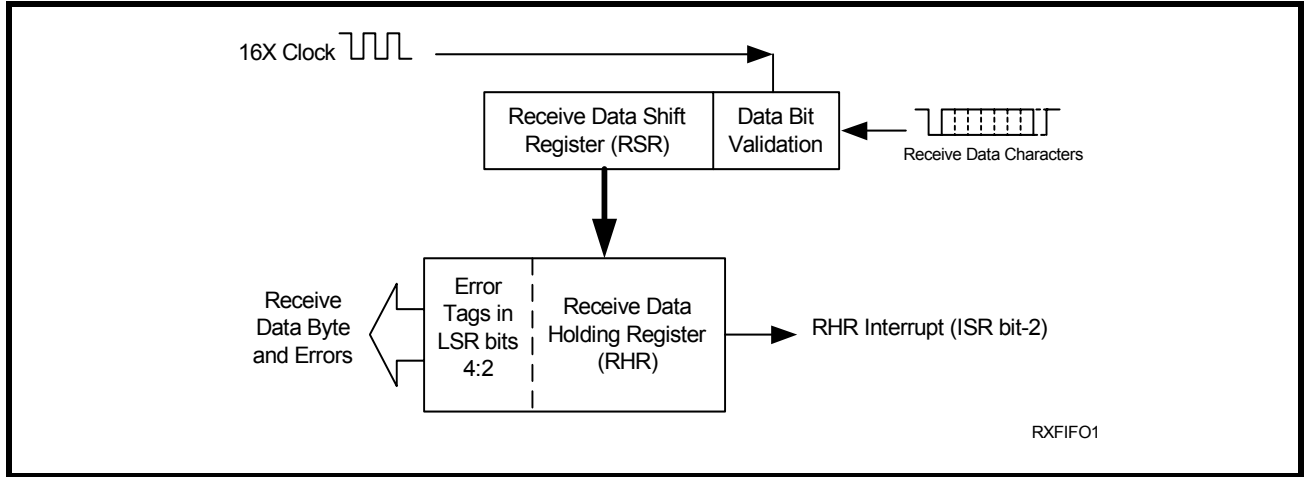 16X Clock
Receive Data Shift
Register (RSR)
Data Bit
Validation
Receive Data Characters
Receive
Data Byte
and Errors
Error
Tags in
LSR bits
4:2
Receive Data
Holding Register
(RHR)
RHR Interrupt (ISR bit-2)
RXFIFO1